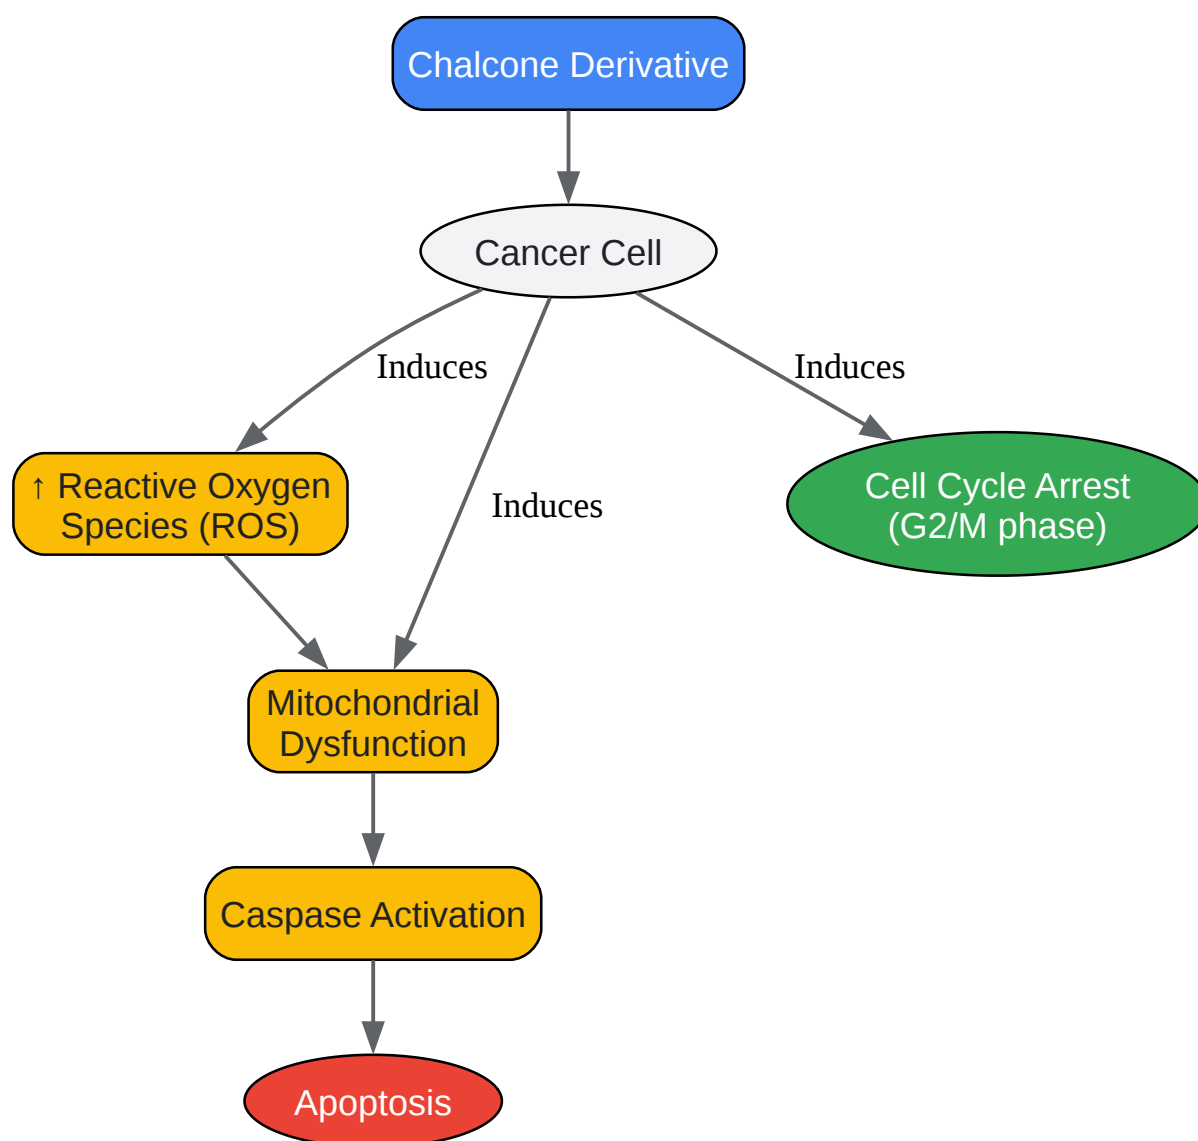 Chalcone Derivative
Cancer Cell
Induces
Induces
↑ Reactive Oxygen
Species (ROS)
Induces
Cell Cycle Arrest
(G2/M phase)
Mitochondrial
Dysfunction
Caspase Activation
Apoptosis